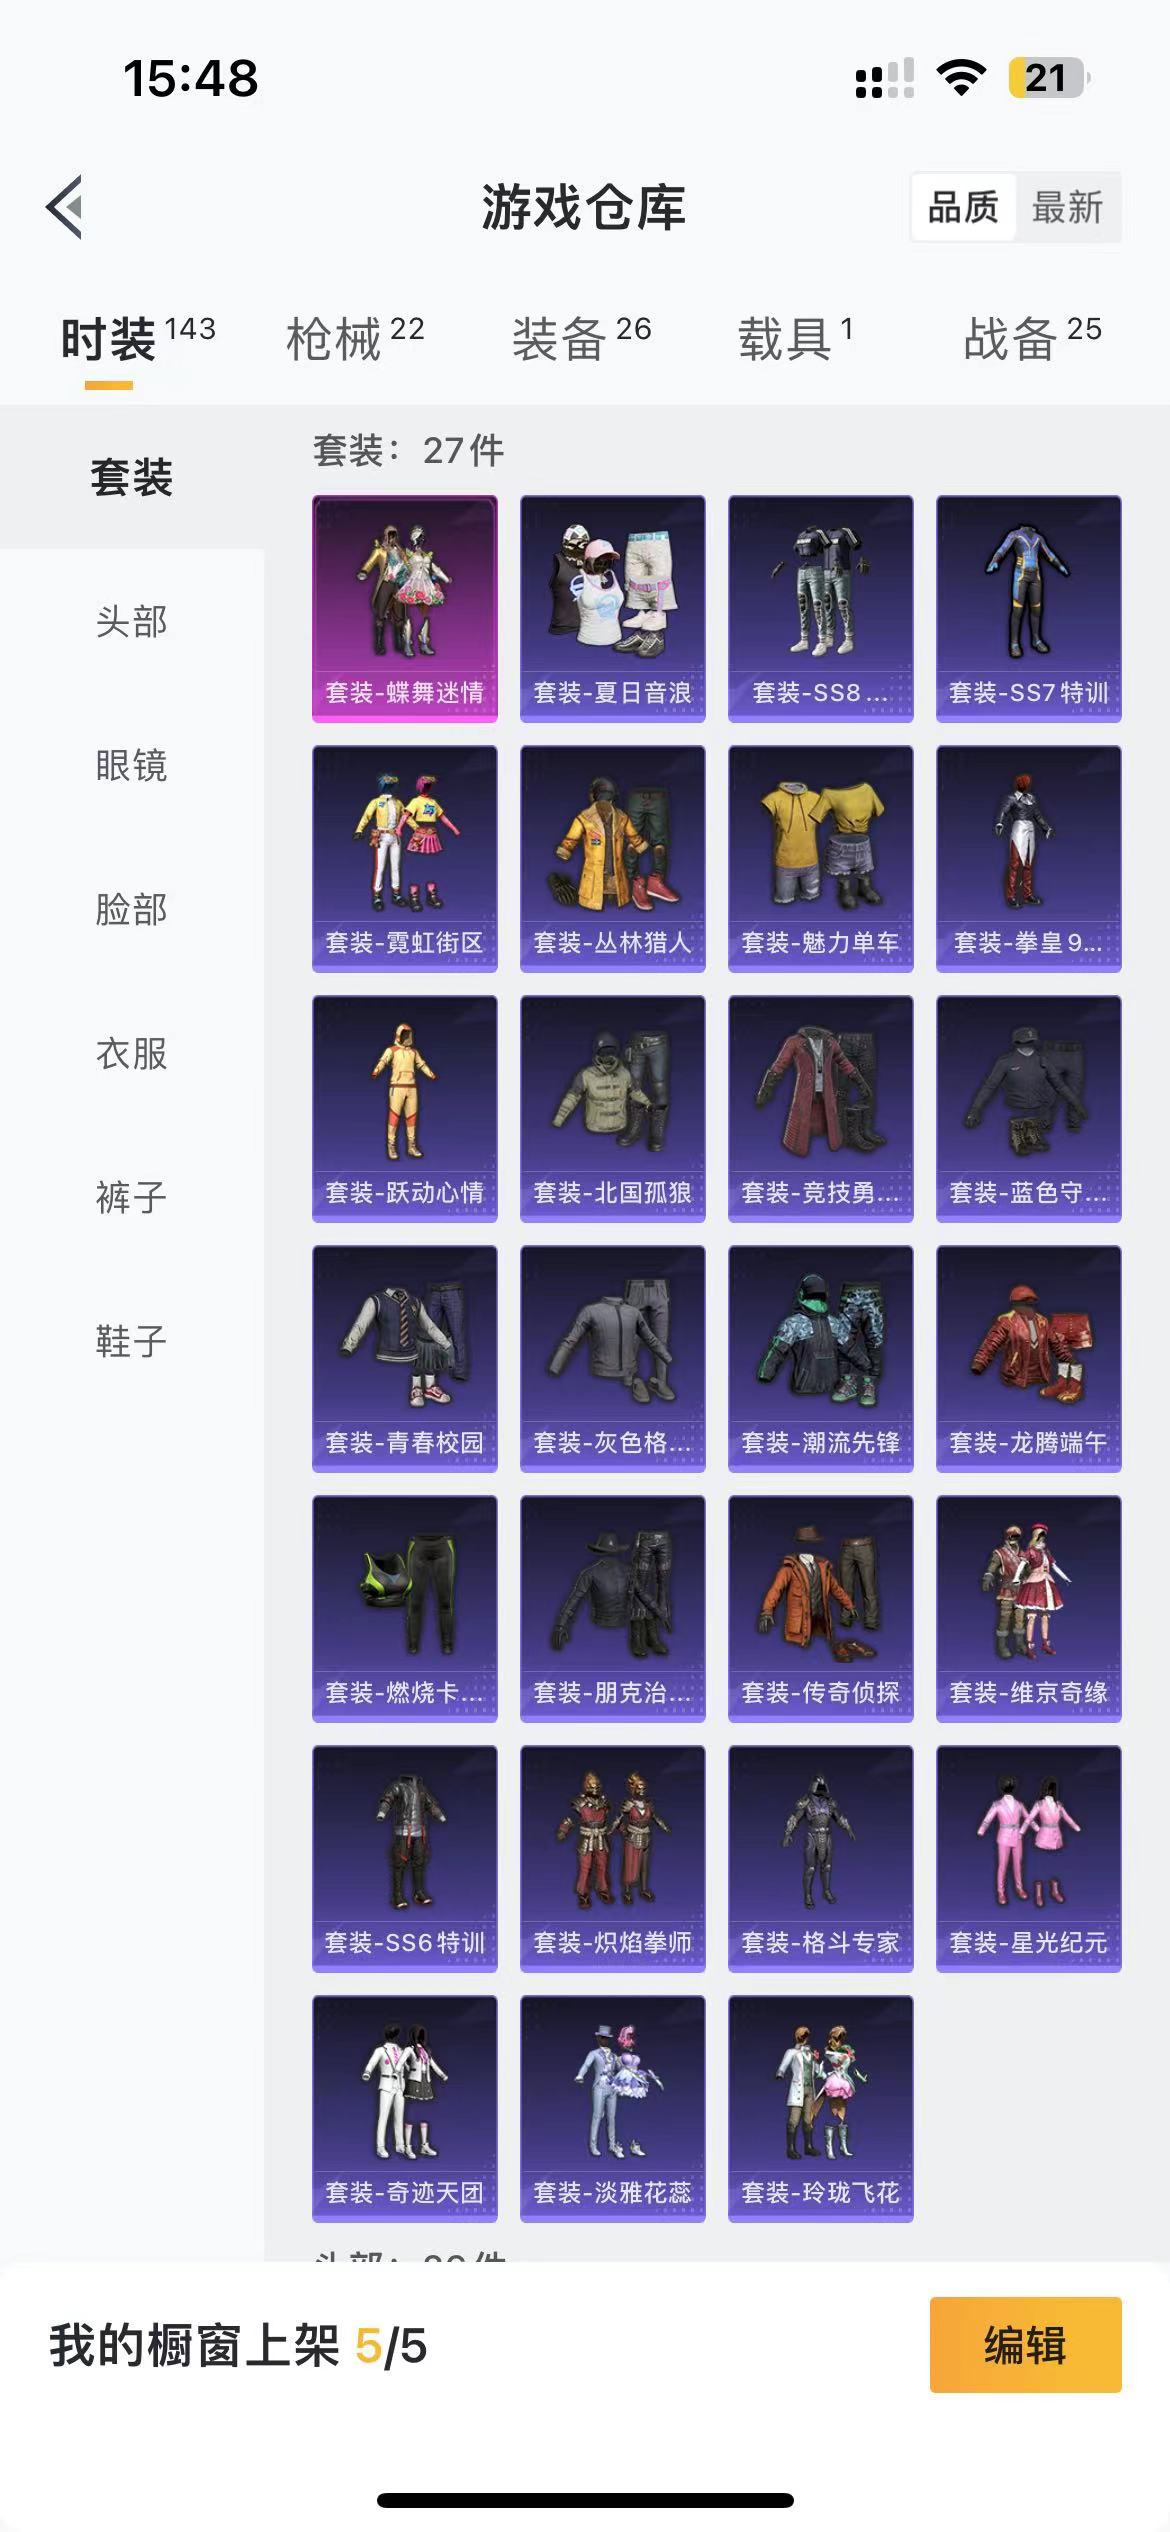 15:48
21
游戏仓库
品质 最新
时装 143 枪械 22 装备 26 载具 1 战备 25
套装
头部
眼镜
脸部
衣服
裤子
鞋子
套装：27件
套装-蝶舞迷情 套装-夏日音浪 套装-SS8... 套装-SS7特训
套装-霓虹街区 套装-丛林猎人 套装-魅力单车 套装-拳皇9...
套装-跃动心情 套装-北国孤狼 套装-竞技勇... 套装-蓝色守...
套装-青春校园 套装-灰色格... 套装-潮流先锋 套装-龙腾端午
套装-燃烧卡... 套装-朋克治... 套装-传奇侦探 套装-维京奇缘
套装-SS6特训 套装-炽焰拳师 套装-格斗专家 套装-星光纪元
套装-奇迹天团 套装-淡雅花蕊 套装-玲珑飞花
我的橱窗上架 5/5
编辑